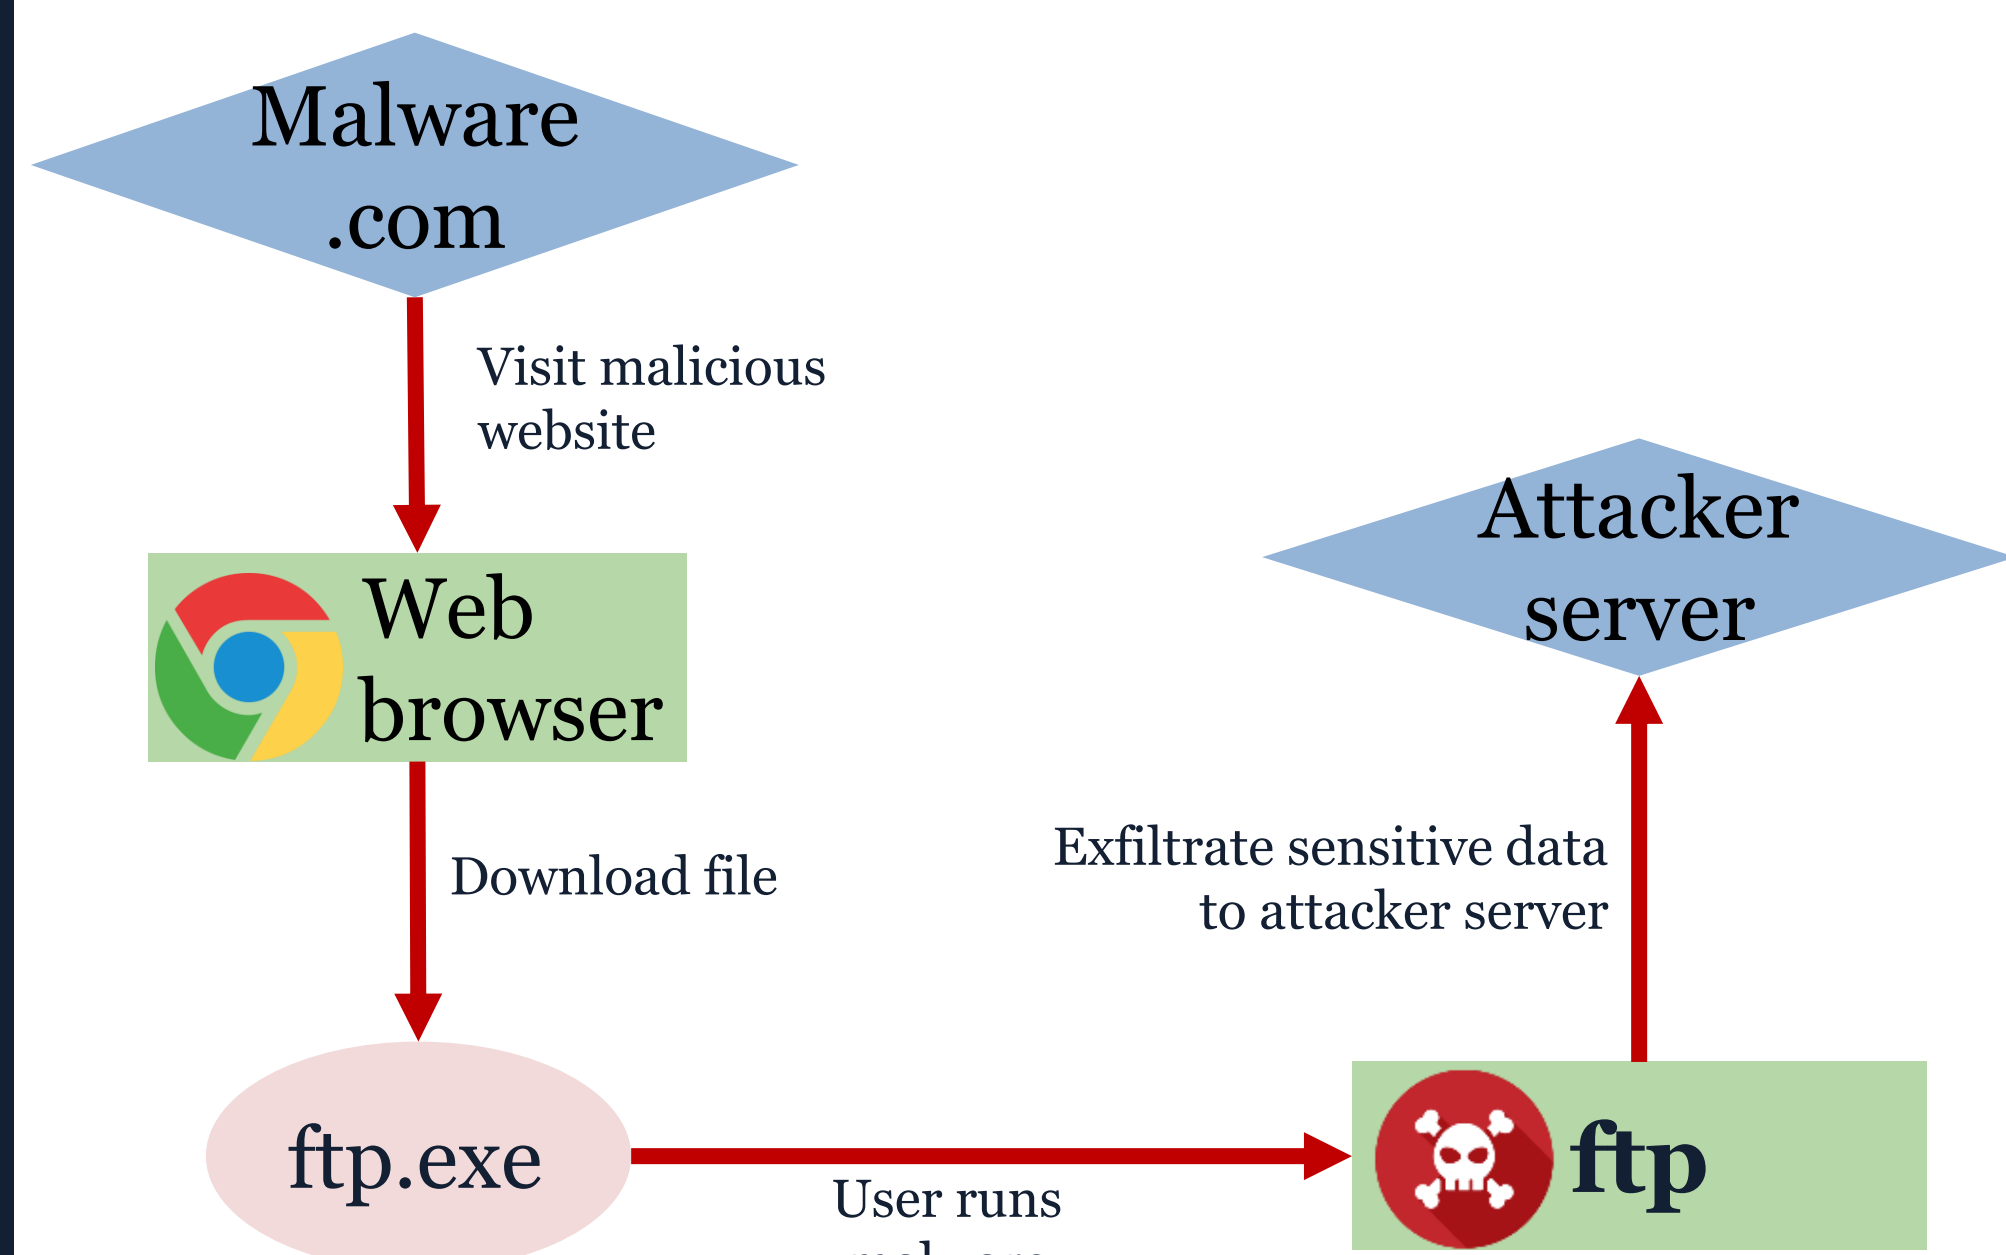 Malware
.com
Visit malicious
website
Web
browser
Download file
ftp.exe
User runs
Attacker
server
Exfiltrate sensitive data
to attacker server
ftp